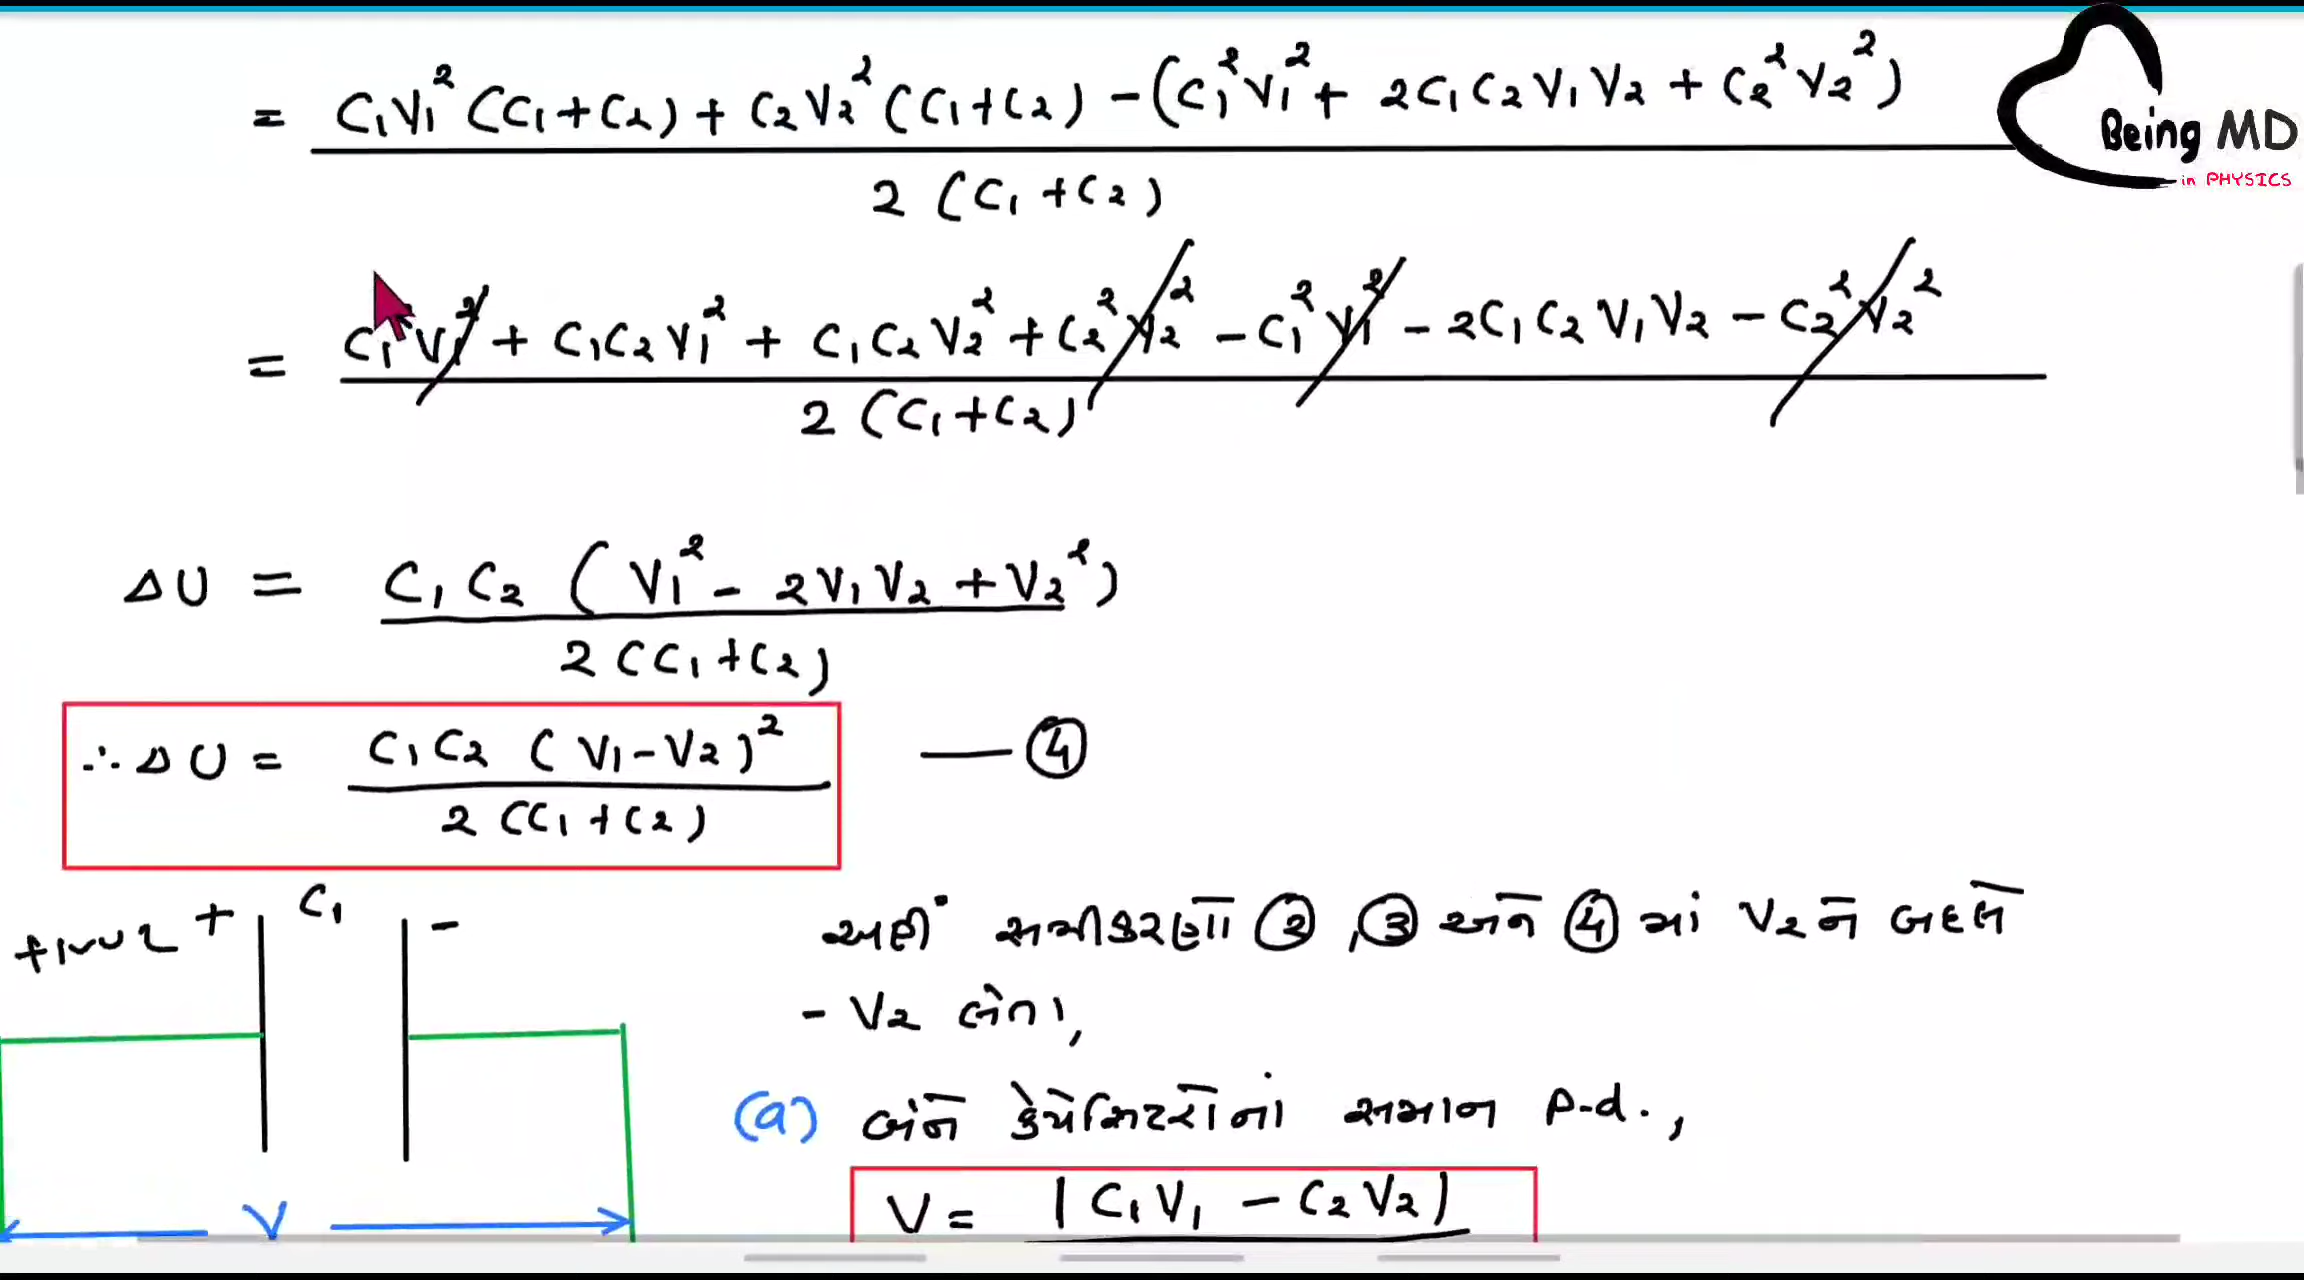 = C₁V₁²(C₁+C₂) + C₂V₂²(C₁+C₂) - (C₁²V₁² + 2C₁C₂V₁V₂ + C₂²V₂²)
2(C₁+C₂)
Being MD
in PHYSICS
= C₁²V₁² + C₁C₂V₁² + C₁C₂V₂² + C₂²V₂² - C₁²V₁² - 2C₁C₂V₁V₂ - C₂²V₂²
2(C₁+C₂)
ΔU = C₁C₂(V₁² - 2V₁V₂ + V₂²)
2(C₁+C₂)
∴ ΔU = C₁C₂(V₁-V₂)² — ④
2(C₁+C₂)
+ C₁ -
અહીં સમીકરણો ②, ③ અને ④ માં V₂ ને બદલે
- V₂ લેતા,
(a) બંને કેપેસિટરોનાં સમાન p.d.,
V = |C₁V₁ - C₂V₂|
V